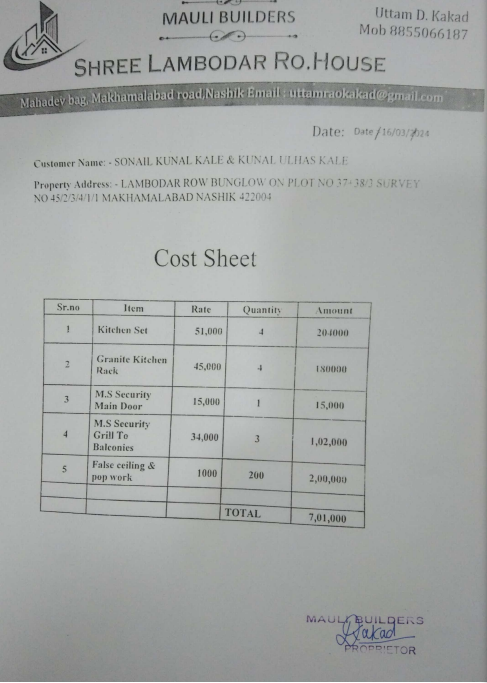 MAULI BUILDERS
Uttam D. Kakad
Mob 8855066187
SHREE LAMBODAR RO.HOUSE
Mahadev bag, Makhamalabad road,Nashik Email : uttamraokakad@gmail.com
Date: Date/16/03/2024
Customer Name: - SONAIL KUNAL KALE & KUNAL ULHAS KALE
Property Address: - LAMBODAR ROW BUNGLOW ON PLOT NO 37+38/2 SURVEY
NO 45/2/3/4/1/1 MAKHAMALABAD NASHIK 422004
Cost Sheet
Sr.no Item Rate Quantity Amount
1 Kitchen Set 51,000 4 204000
2 Granite Kitchen Rack 45,000 4 180000
3 M.S Security Main Door 15,000 1 15,000
4 M.S Security Grill To Balconies 34,000 3 1,02,000
5 False ceiling & pop work 1000 200 2,00,000
TOTAL 7,01,000
MAULI BUILDERS
Kakad
PROPRIETOR